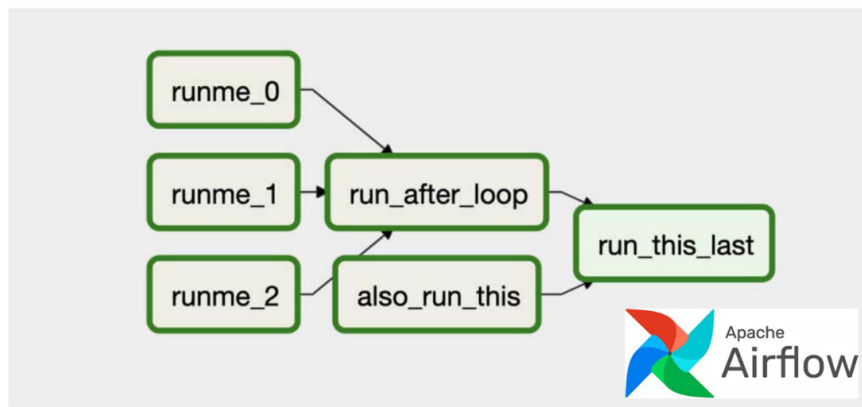 runme_0
runme_1
run_after_loop
run_this_last
runme_2
also_run_this
Apache
Airflow